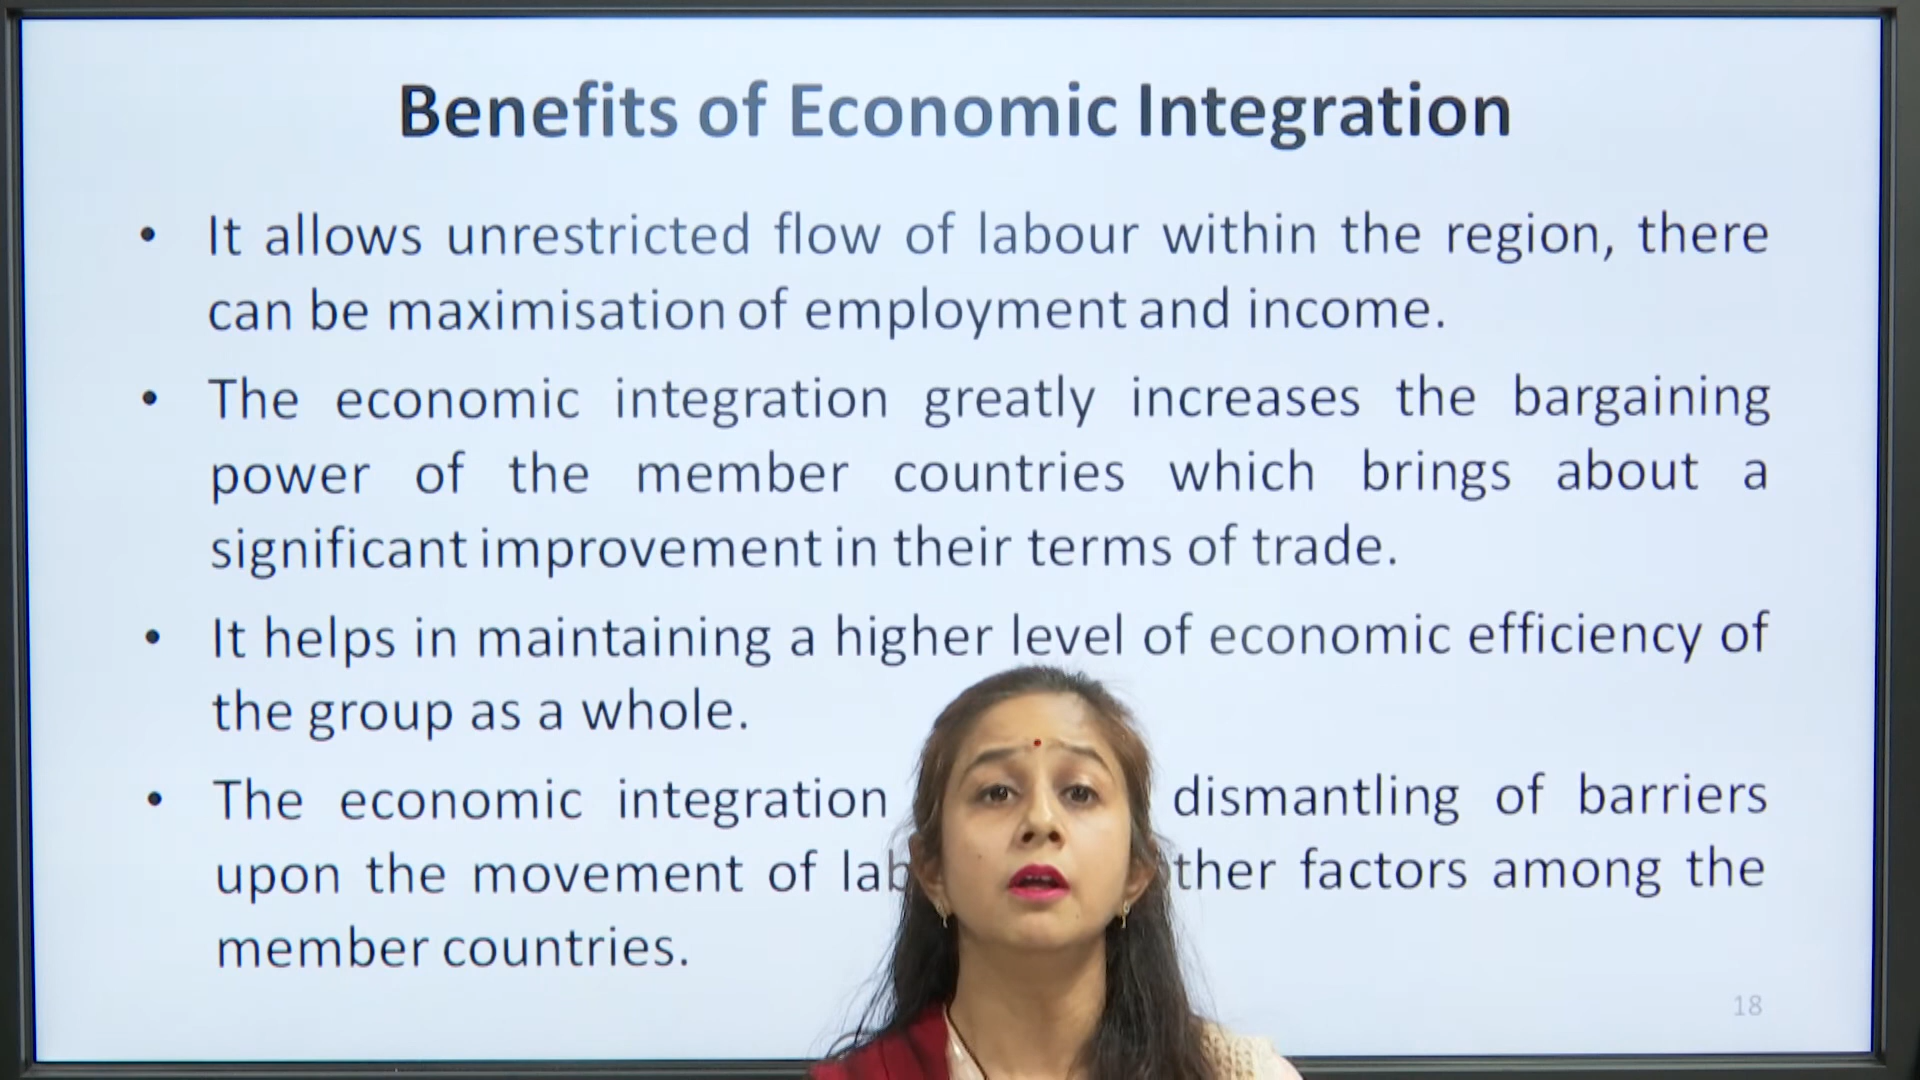 Benefits of Economic Integration
• It allows unrestricted flow of labour within the region, there
can be maximisation of employment and income.
• The economic integration greatly increases the bargaining
power of the member countries which brings about a
significant improvement in their terms of trade.
• It helps in maintaining a higher level of economic efficiency of
the group as a whole.
• The economic integration dismantling of barriers
upon the movement of factors among the
member countries.
18